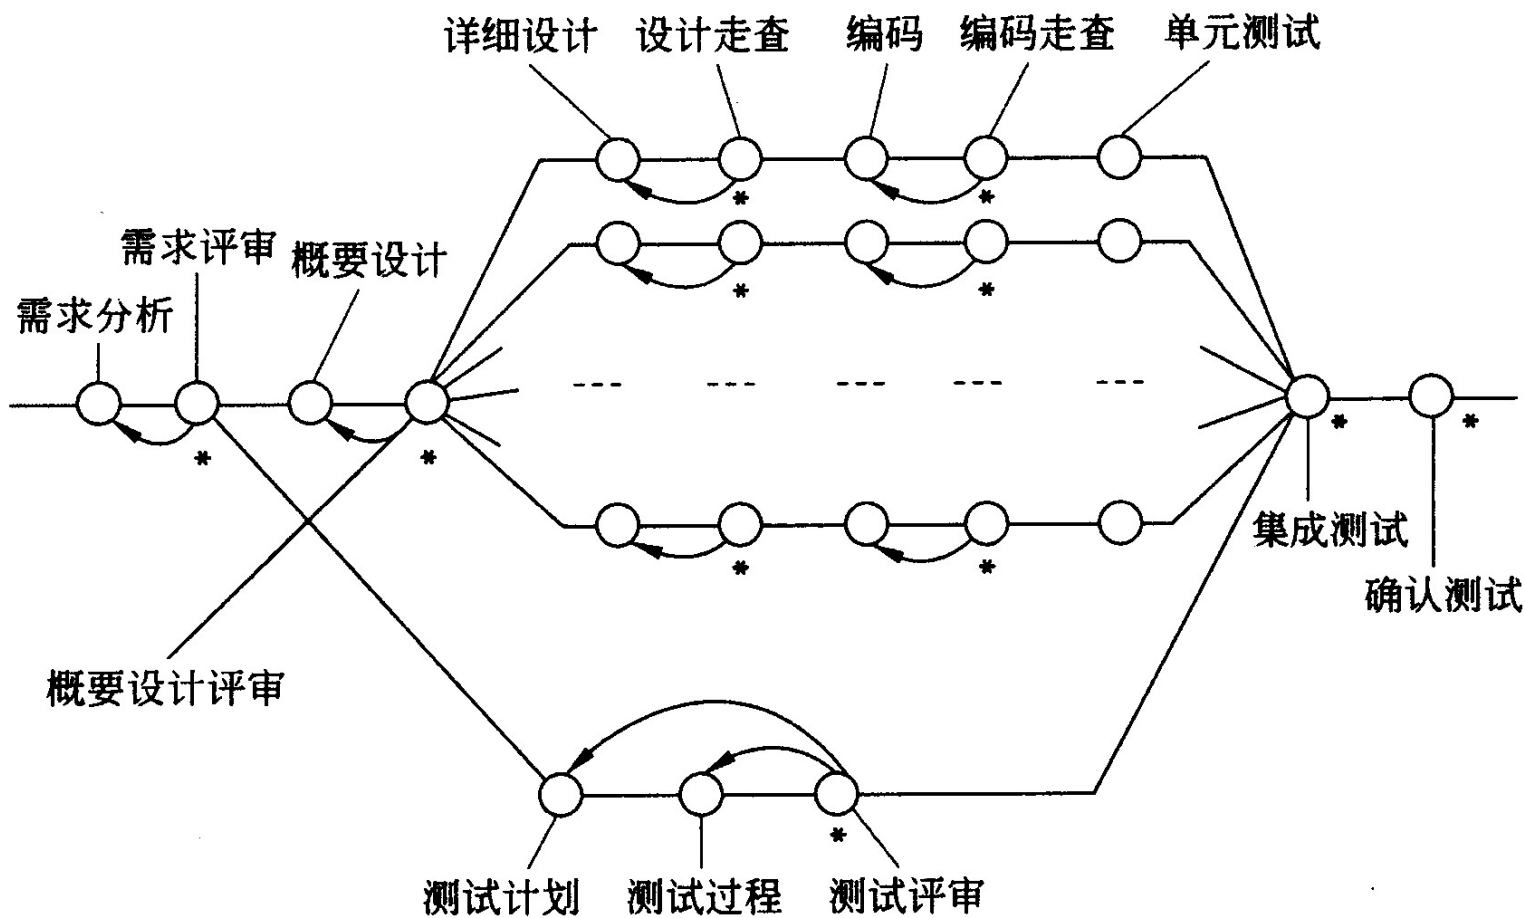 详细设计
设计走查
编码
编码走查
单元测试
需求评审
概要设计
需求分析
*
*
*
*
*
*
*
*
*
*
集成测试
*
*
确认测试
概要设计评审
*
测试计划
测试过程
测试评审